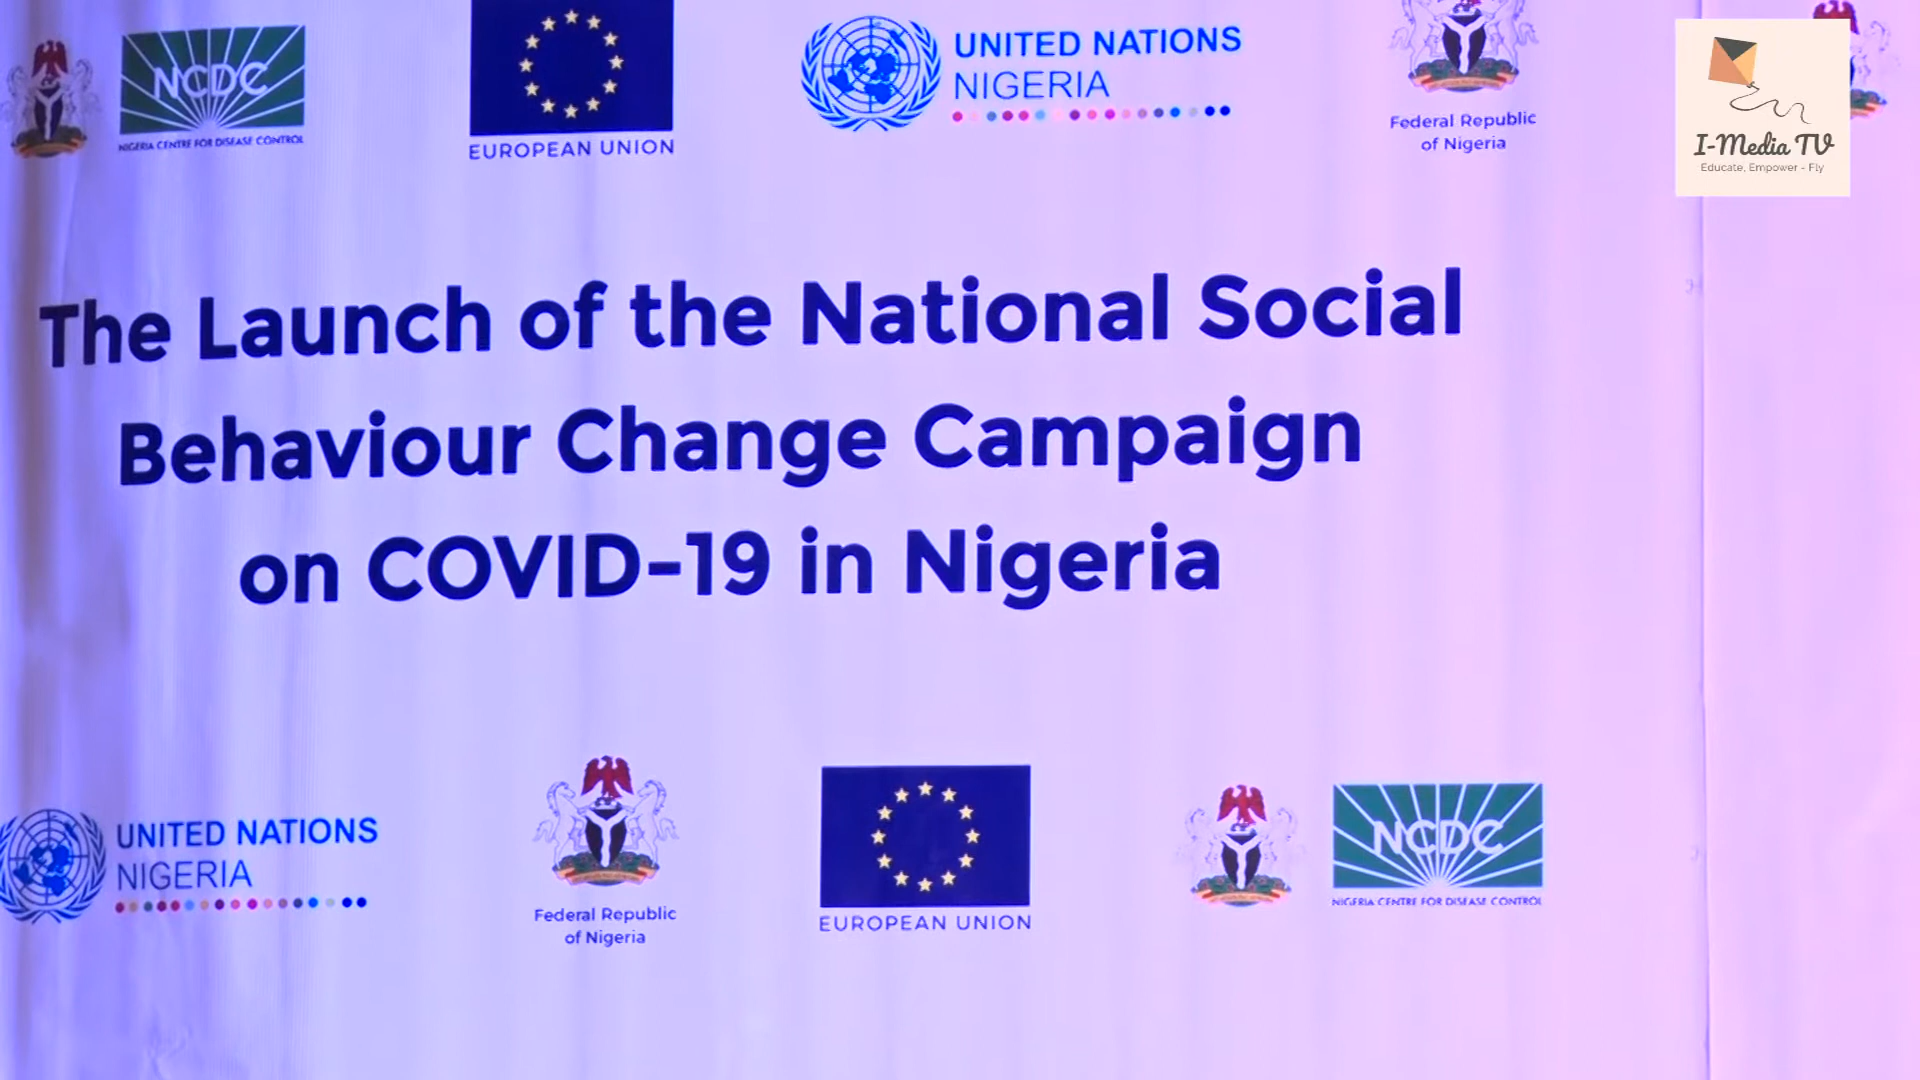 NCDC
NIGERIA CENTRE FOR DISEASE CONTROL
EUROPEAN UNION
UNITED NATIONS
NIGERIA
Federal Republic
of Nigeria
I-Media TV
Educate, Empower - Fly
The Launch of the National Social
Behaviour Change Campaign
on COVID-19 in Nigeria
UNITED NATIONS
NIGERIA
Federal Republic
of Nigeria
EUROPEAN UNION
NCDC
NIGERIA CENTRE FOR DISEASE CONTROL